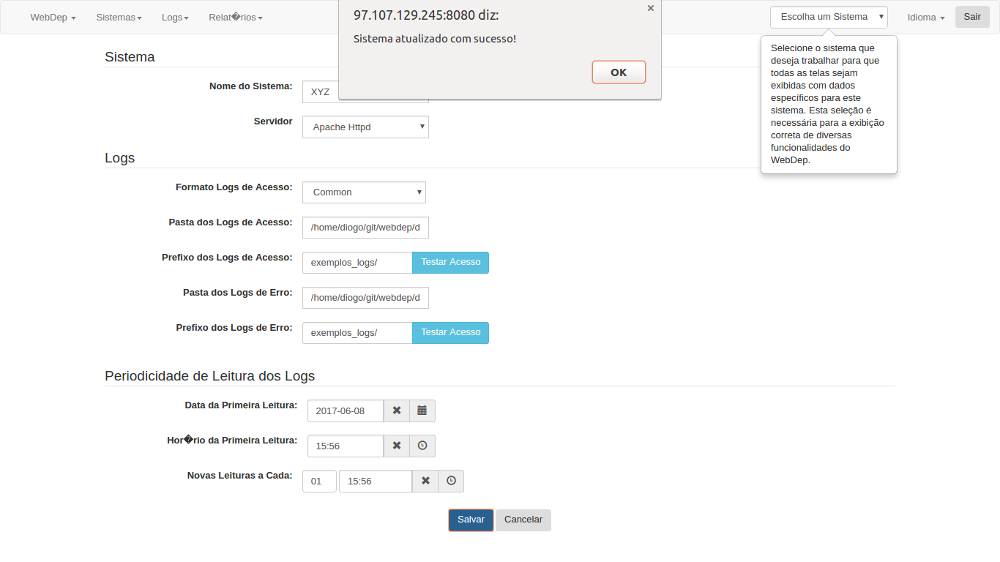 WebDep Sistemas Logs Relat�rios
Escolha um Sistema Idioma Sair
97.107.129.245:8080 diz:
Sistema atualizado com sucesso!
OK
Selecione o sistema que
deseja trabalhar para que
todas as telas sejam
exibidas com dados
específicos para este
sistema. Esta seleção é
necessária para a exibição
correta de diversas
funcionalidades do
WebDep.
Sistema
Nome do Sistema: XYZ
Servidor Apache Httpd
Logs
Formato Logs de Acesso: Common
Pasta dos Logs de Acesso: /home/diogo/git/webdep/d
Prefixo dos Logs de Acesso: exemplos_logs/ Testar Acesso
Pasta dos Logs de Erro: /home/diogo/git/webdep/d
Prefixo dos Logs de Erro: exemplos_logs/ Testar Acesso
Periodicidade de Leitura dos Logs
Data da Primeira Leitura: 2017-06-08
Hor�rio da Primeira Leitura: 15:56
Novas Leituras a Cada: 01 15:56
Salvar Cancelar